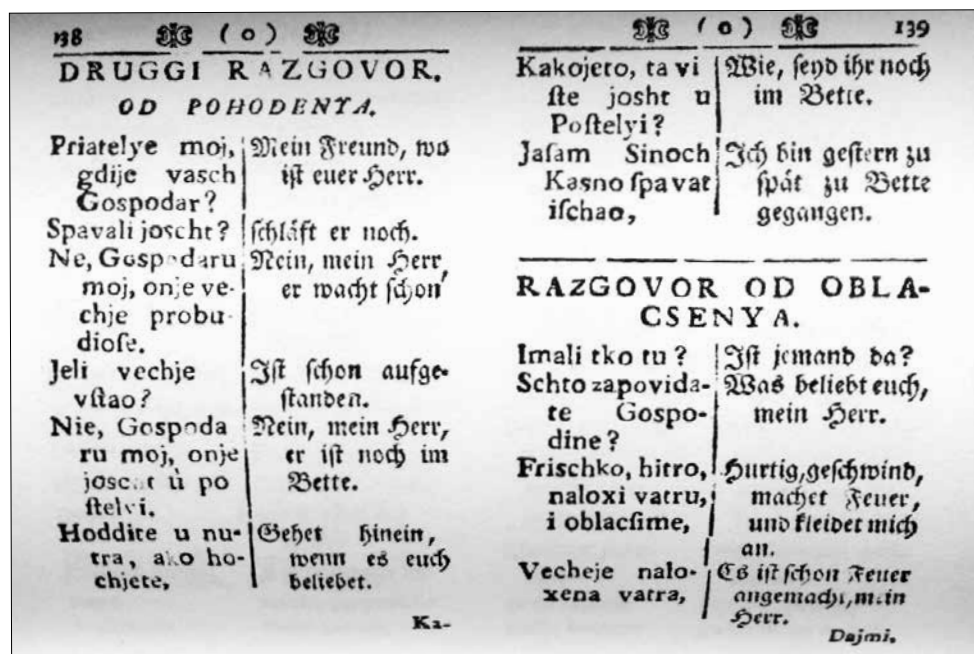 138 ( o )
DRUGGI RAZGOVOR.
OD POHODENYA.
Priatelye moj,
gdije vasch
Gospodar?
Spavali joscht?
Ne, Gospodaru
moj, onje ve-
chje probu-
dioſe.
Jeli vechje
vſtao?
Nie, Gospoda
ru moj, onje
joscht ù po
ſtelyi.
Hoddite u nu-
tra, ako ho-
chjete,
Mein Freund, wo
iſt euer Herr.
ſchläft er noch.
Nein, mein Herr,
er wacht ſchon
Iſt ſchon aufge-
ſtanden.
Nein, mein Herr,
er iſt noch im
Bette.
Gehet hinein,
wenn es euch
beliebet.
Ka-
( o ) 139
Kakojeto, ta vi
ſte josht u
Poſtelyi?
Jaſam Sinoch
Kasno ſpavat
iſchao,
Wie, ſeyd ihr noch
im Bette.
Ich bin geſtern zu
ſpät zu Bette
gegangen.
RAZGOVOR OD OBLA-
CSENYA.
Imali tko tu?
Schto zapovida-
te Gospo-
dine?
Friſchko, hitro,
naloxi vatru,
i oblacſime,
Vecheje nalo-
xena vatra,
Iſt jemand da?
Was beliebt euch,
mein Herr.
Hurtig, geſchwind,
machet Feuer,
und kleidet mich
an.
Es iſt ſchon Feuer
angemacht, mein
Herr.
Dajmi.